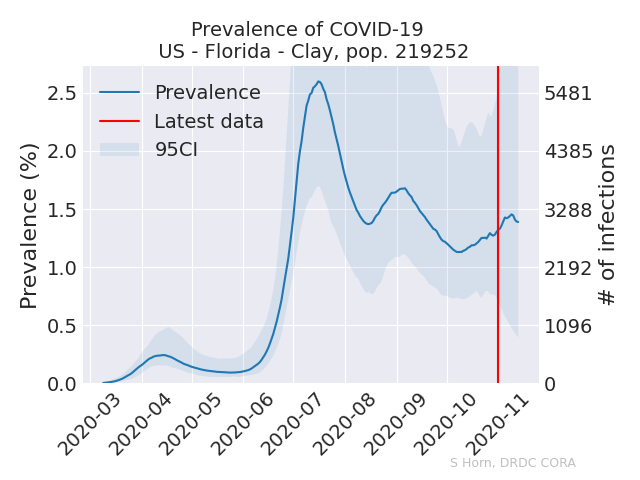 Prevalence of COVID-19
US - Florida - Clay, pop. 219252
Prevalence
Latest data
95CI
Prevalence (%)
2.5
2.0
1.5
1.0
0.5
0.0
5481
4385
3288
2192
1096
0
# of infections
2020-03
2020-04
2020-05
2020-06
2020-07
2020-08
2020-09
2020-10
2020-11
S Horn, DRDC CORA